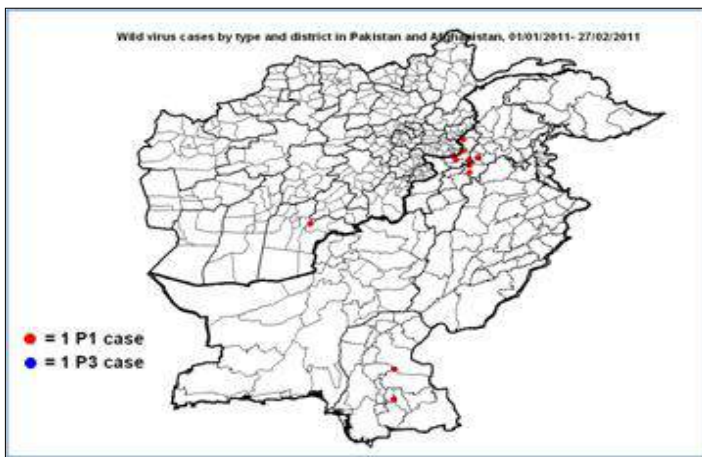 Wild virus cases by type and district in Pakistan and Afghanistan, 01/01/2011- 27/02/2011
= 1 P1 case
= 1 P3 case